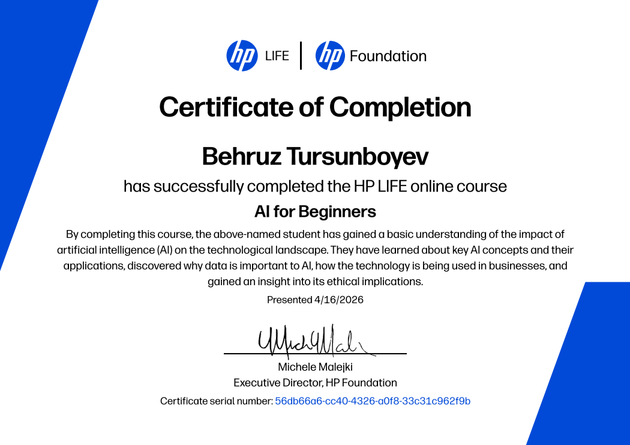 hp LIFE | hp Foundation
Certificate of Completion
Behruz Tursunboyev
has successfully completed the HP LIFE online course
AI for Beginners
By completing this course, the above-named student has gained a basic understanding of the impact of
artificial intelligence (AI) on the technological landscape. They have learned about key AI concepts and their
applications, discovered why data is important to AI, how the technology is being used in businesses, and
gained an insight into its ethical implications.
Presented 4/16/2026
Michele Malejki
Executive Director, HP Foundation
Certificate serial number: 56db66a6-cc40-4326-a0f8-33c31c962f9b